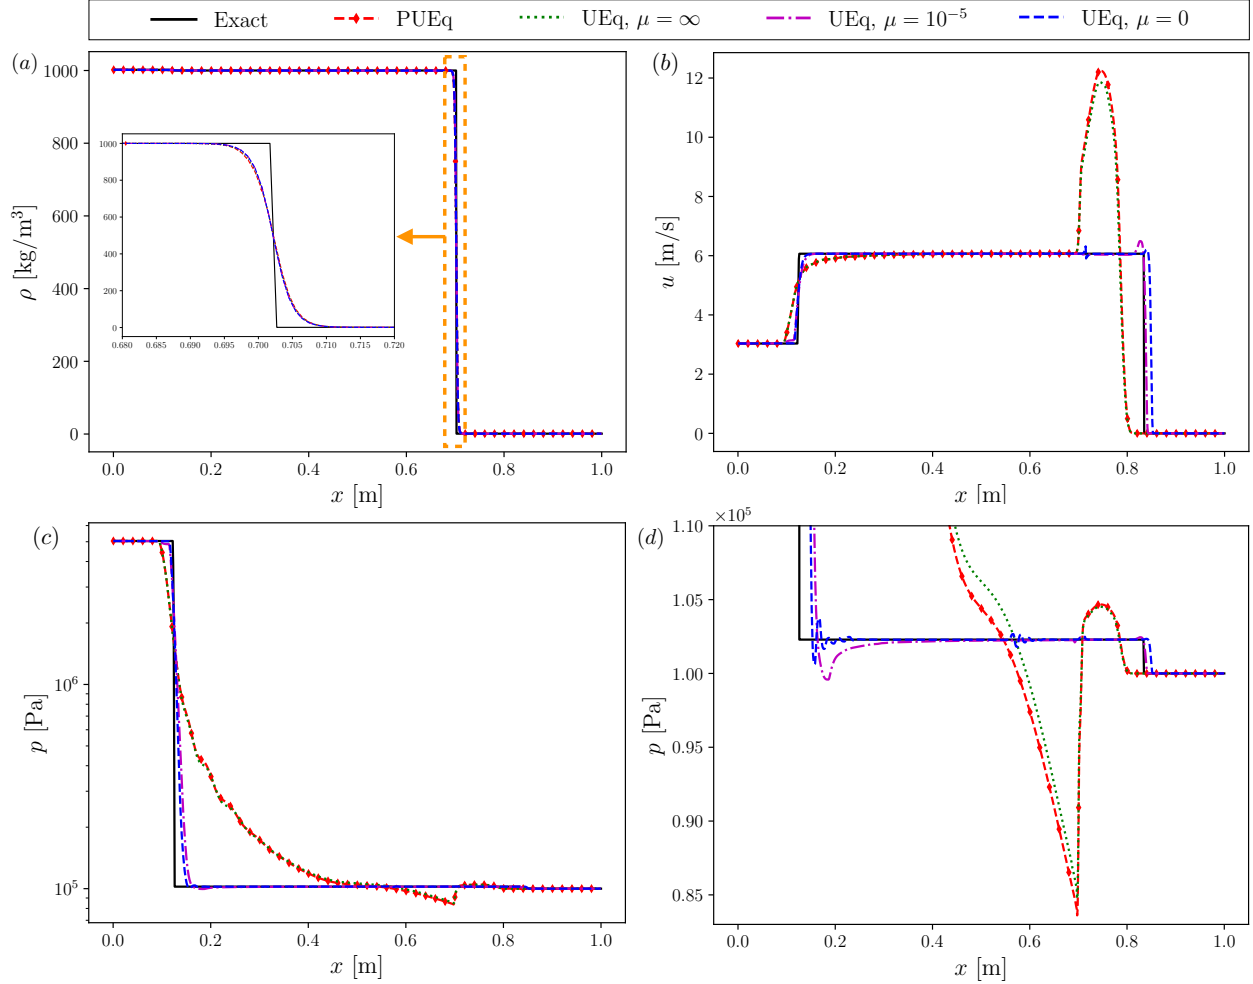 Exact PUEq UEq, μ = ∞ UEq, μ = 10⁻⁵ UEq, μ = 0
(a)
1000
800
600
400
200
0
ρ [kg/m³]
1000
800
600
400
200
0
0.680 0.685 0.690 0.695 0.700 0.705 0.710 0.715 0.720
0.0 0.2 0.4 0.6 0.8 1.0
x [m]
(b)
12
10
8
6
4
2
0
u [m/s]
0.0 0.2 0.4 0.6 0.8 1.0
x [m]
(c)
10⁶
10⁵
p [Pa]
0.0 0.2 0.4 0.6 0.8 1.0
x [m]
(d)
×10⁵
1.10
1.05
1.00
0.95
0.90
0.85
p [Pa]
0.0 0.2 0.4 0.6 0.8 1.0
x [m]